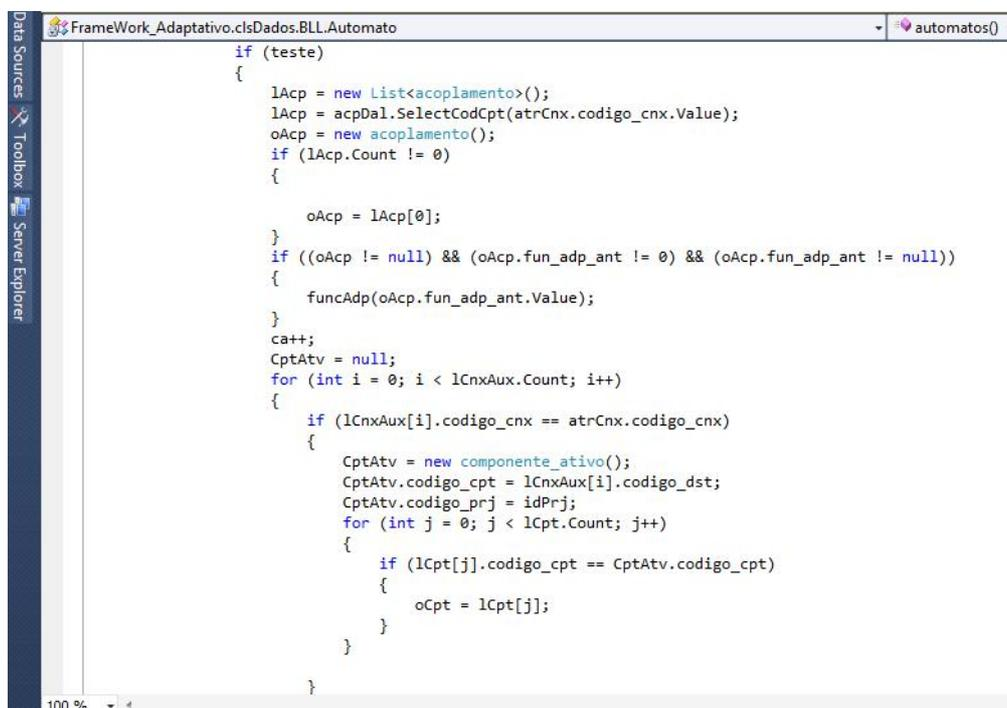 FrameWork_Adaptativo.clsDados.BLL.Automato
automatos()
Data Sources
Toolbox
Server Explorer
if (teste)
{
lAcp = new List<acoplamento>();
lAcp = acpDal.SelectCodCpt(atrCnx.codigo_cnx.Value);
oAcp = new acoplamento();
if (lAcp.Count != 0)
{
oAcp = lAcp[0];
}
if ((oAcp != null) && (oAcp.fun_adp_ant != 0) && (oAcp.fun_adp_ant != null))
{
funcAdp(oAcp.fun_adp_ant.Value);
}
ca++;
CptAtv = null;
for (int i = 0; i < lCnxAux.Count; i++)
{
if (lCnxAux[i].codigo_cnx == atrCnx.codigo_cnx)
{
CptAtv = new componente_ativo();
CptAtv.codigo_cpt = lCnxAux[i].codigo_dst;
CptAtv.codigo_prj = idPrj;
for (int j = 0; j < lCpt.Count; j++)
{
if (lCpt[j].codigo_cpt == CptAtv.codigo_cpt)
{
oCpt = lCpt[j];
}
}
}
100 %